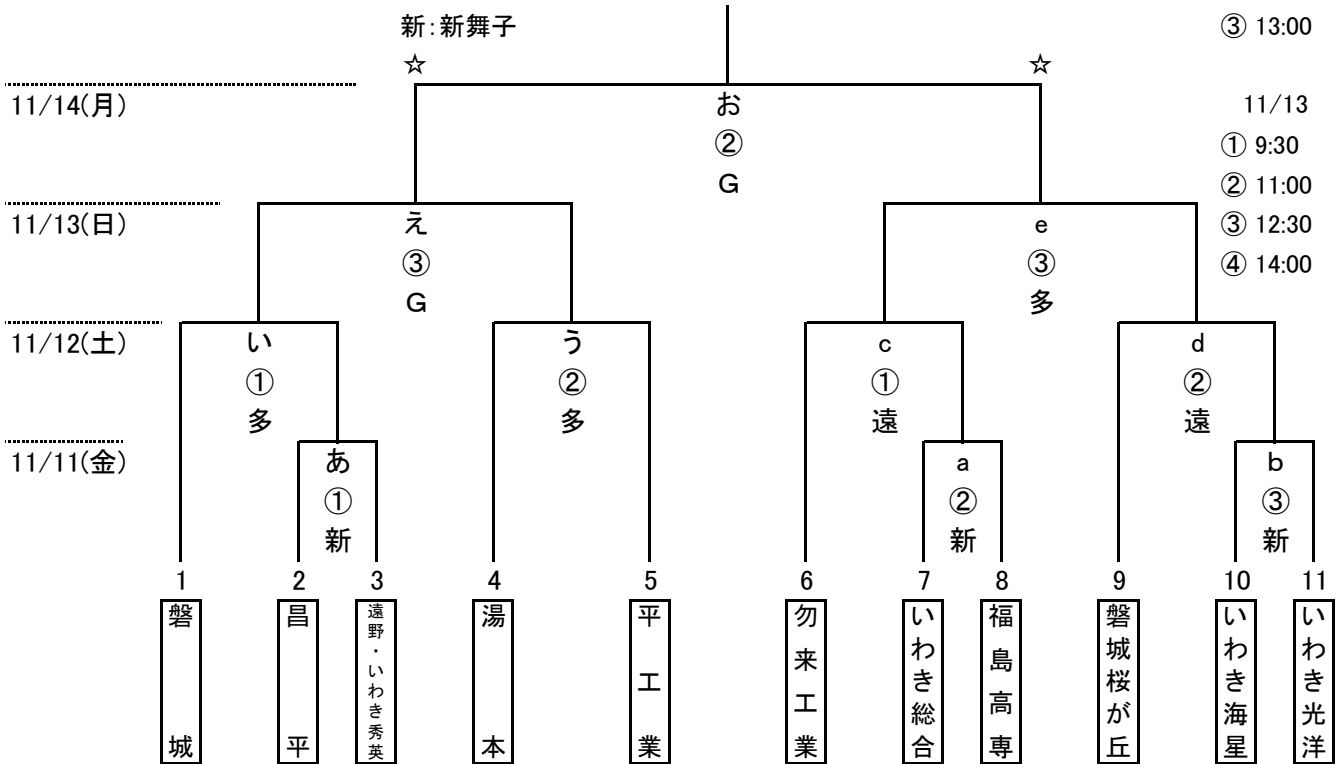 新:新舞子
③ 13:00
☆ ☆
11/14(月)
お
②
G
11/13
① 9:30
② 11:00
③ 12:30
④ 14:00
11/13(日)
え
③
G
e
③
多
11/12(土)
い
①
多
う
②
多
c
①
遠
d
②
遠
11/11(金)
あ
①
新
a
②
新
b
③
新
1 2 3 4 5 6 7 8 9 10 11
磐城
昌平
遠野・いわき秀英
湯本
平工業
勿来工業
いわき総合
福島高専
磐城桜が丘
いわき海星
いわき光洋